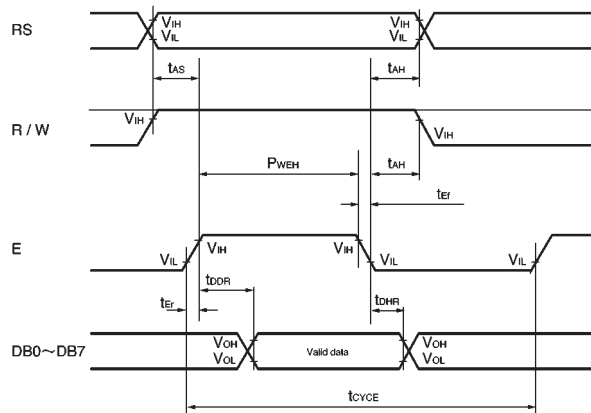 RS
VIH
VIL
VIH
VIL
tAS
tAH
R / W
VIH
VIH
PWEH
tAH
tEf
E
VIL
VIH
VIH
VIL
VIL
tDDR
tDHR
tEr
DB0~DB7
VOH
VOL
Valid data
VOH
VOL
tCYCE